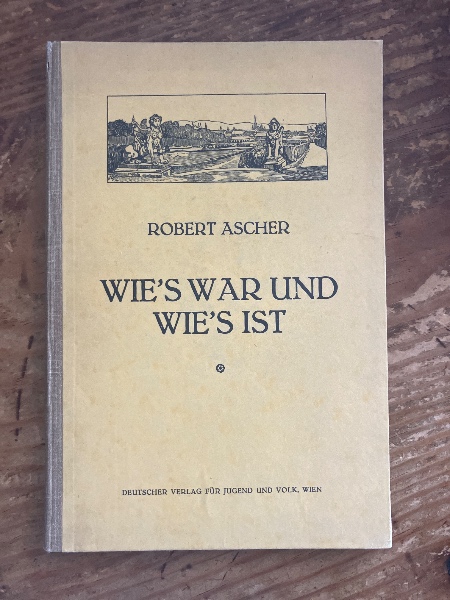 ROBERT ASCHER
WIE'S WAR UND
WIE'S IST
DEUTSCHER VERLAG FÜR JUGEND UND VOLK, WIEN